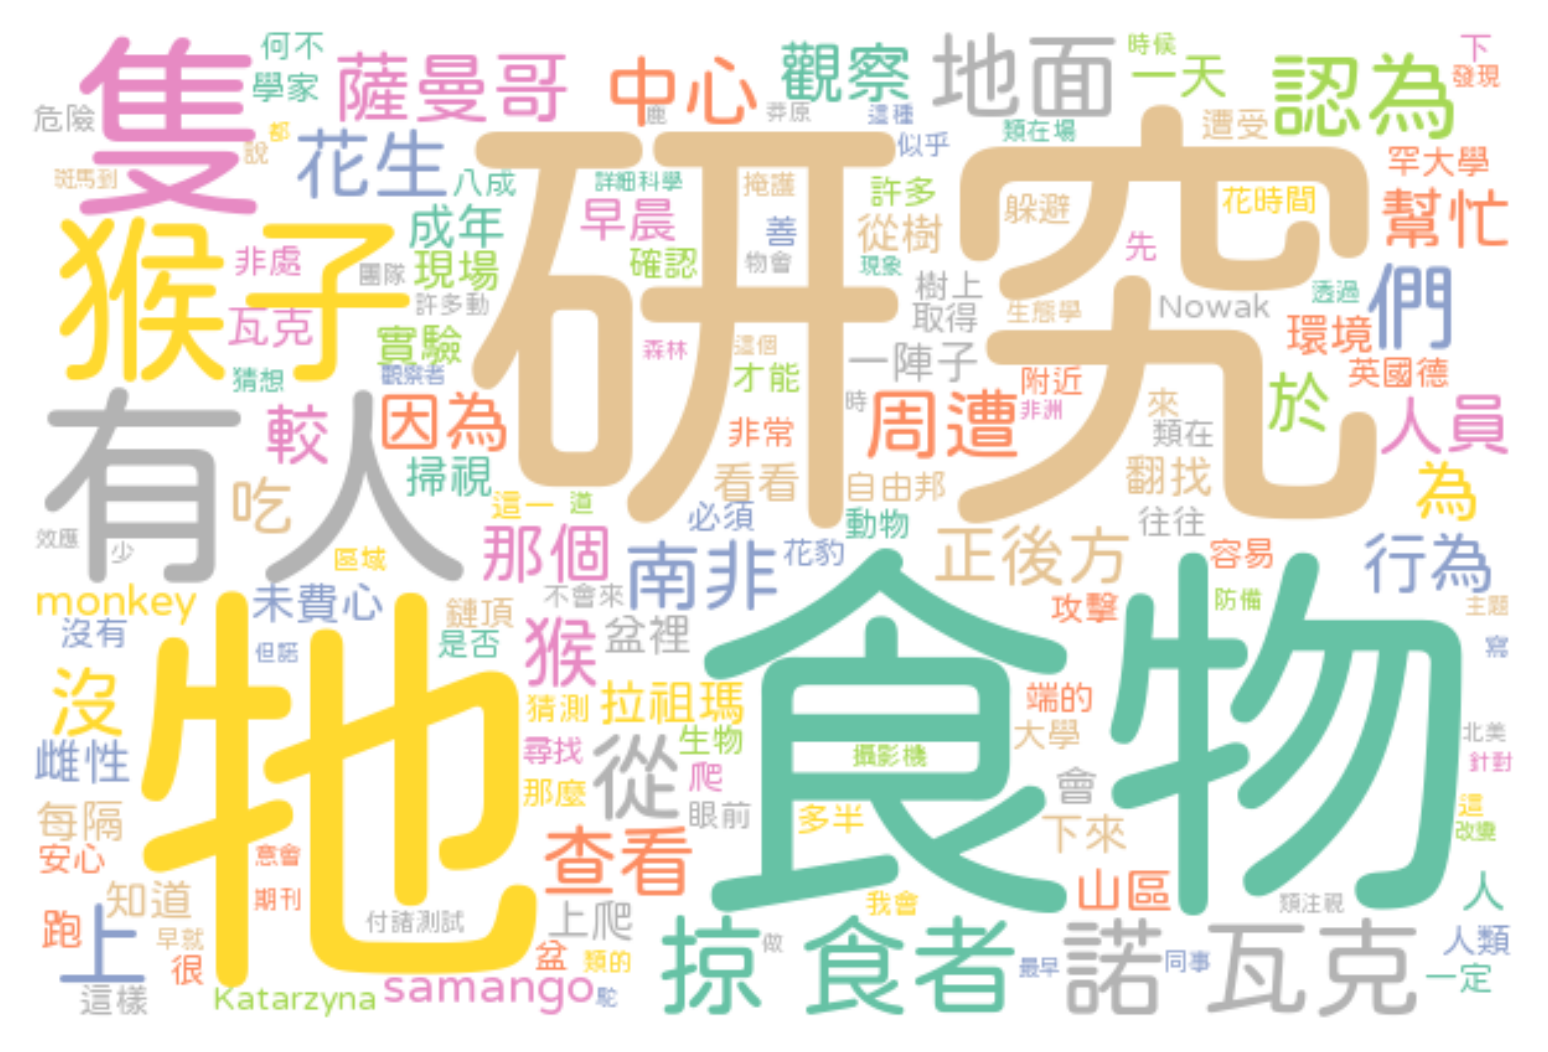 隻
何不
學家
薩曼哥
中心
觀察
地面
時候
一天
認為
下
發現
危險
都
說
花生
鹿
莽原
這種
似乎
類在場
遭受
罕大學
斑馬到
八成
詳細科學
掩護
許多
躲避
花時間
幫忙
猴子
成年
早晨
善
從樹
研究
先
非處
團隊
現場
確認
物會
現象
樹上
生態學
Nowak
透過
們
瓦克
許多動
取得
環境
實驗
森林
這個
一陣子
猜想
觀察者
才能
附近
英國德
有人
較
因為
非常
時
周遭
非洲
來
於
人員
類在
掃視
看看
自由邦
翻找
為
吃
這一
道
必須
動物
往往
效應
少
區域
那個
南非
花豹
正後方
容易
行為
monkey
未費心
鏈頂
不會來
攻擊
防備
主題
沒有
但諾
是否
猴
盆裡
寫
沒
牠
猜測
拉祖瑪
食物
端的
雌性
尋找
從
生物
攝影機
大學
北美
針對
爬
每隔
那麼
眼前
多半
會
下來
這
改變
安心
意會
查看
知道
期刊
我會
山區
類注視
人
跑
上
早就
付諸測試
上爬
掠食者
做
諾瓦克
人類
很
盆
類的
最早
同事
一定
這樣
Katarzyna
samango
駝